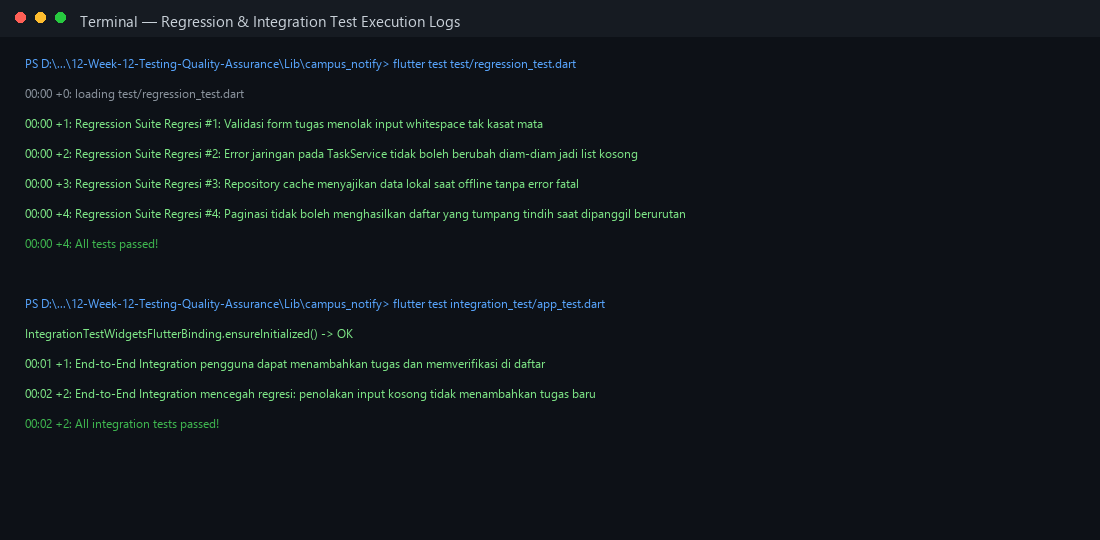 Terminal — Regression & Integration Test Execution Logs
PS D:\...\12-Week-12-Testing-Quality-Assurance\Lib\campus_notify> flutter test test/regression_test.dart
00:00 +0: loading test/regression_test.dart
00:00 +1: Regression Suite Regresi #1: Validasi form tugas menolak input whitespace tak kasat mata
00:00 +2: Regression Suite Regresi #2: Error jaringan pada TaskService tidak boleh berubah diam-diam jadi list kosong
00:00 +3: Regression Suite Regresi #3: Repository cache menyajikan data lokal saat offline tanpa error fatal
00:00 +4: Regression Suite Regresi #4: Paginasi tidak boleh menghasilkan daftar yang tumpang tindih saat dipanggil berurutan
00:00 +4: All tests passed!
PS D:\...\12-Week-12-Testing-Quality-Assurance\Lib\campus_notify> flutter test integration_test/app_test.dart
IntegrationTestWidgetsFlutterBinding.ensureInitialized() -> OK
00:01 +1: End-to-End Integration pengguna dapat menambahkan tugas dan memverifikasi di daftar
00:02 +2: End-to-End Integration mencegah regresi: penolakan input kosong tidak menambahkan tugas baru
00:02 +2: All integration tests passed!